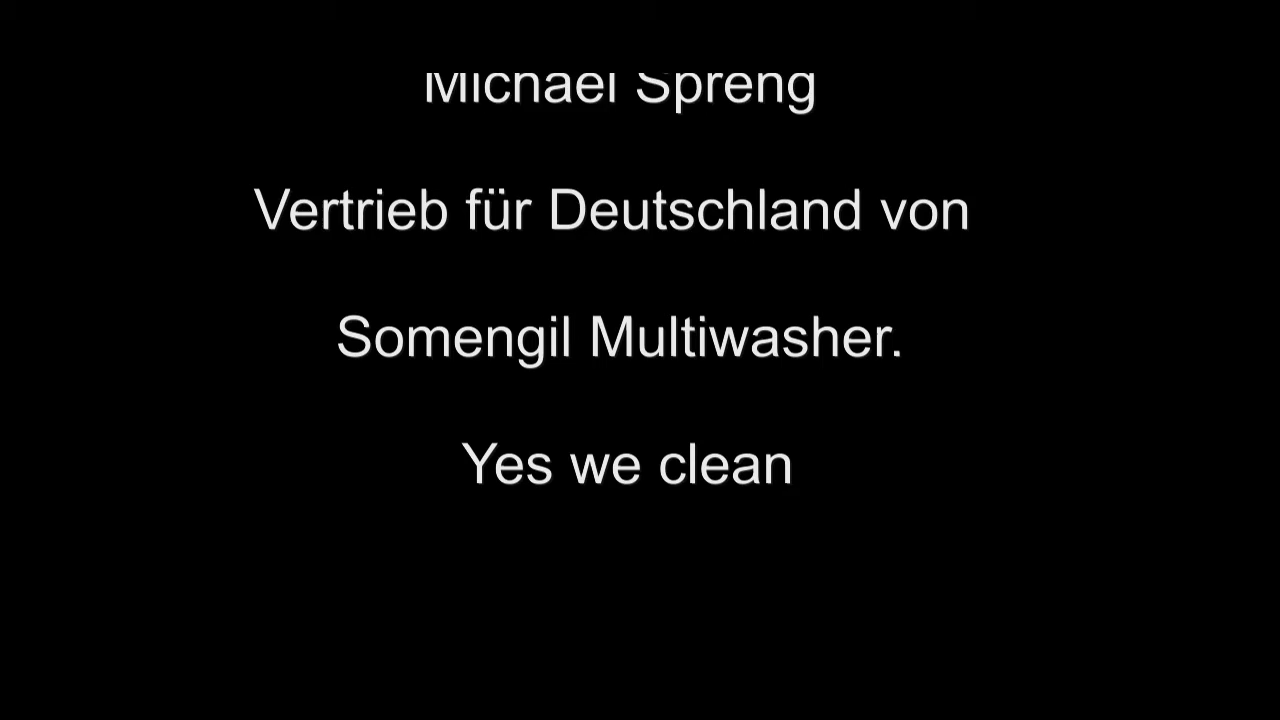 Michael Spreng
Vertrieb für Deutschland von
Somengil Multiwasher.
Yes we clean